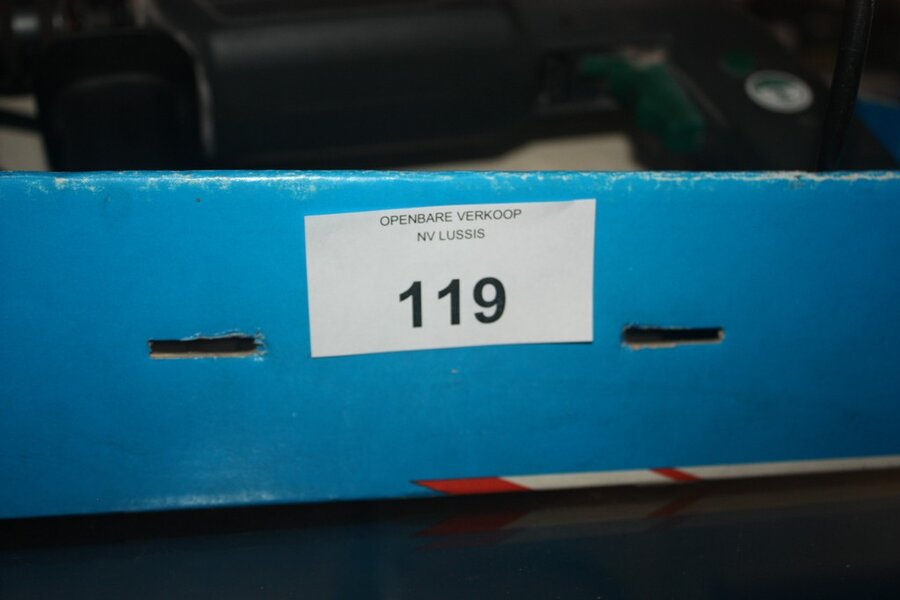 OPENBARE VERKOOP
NV LUSSIS
119